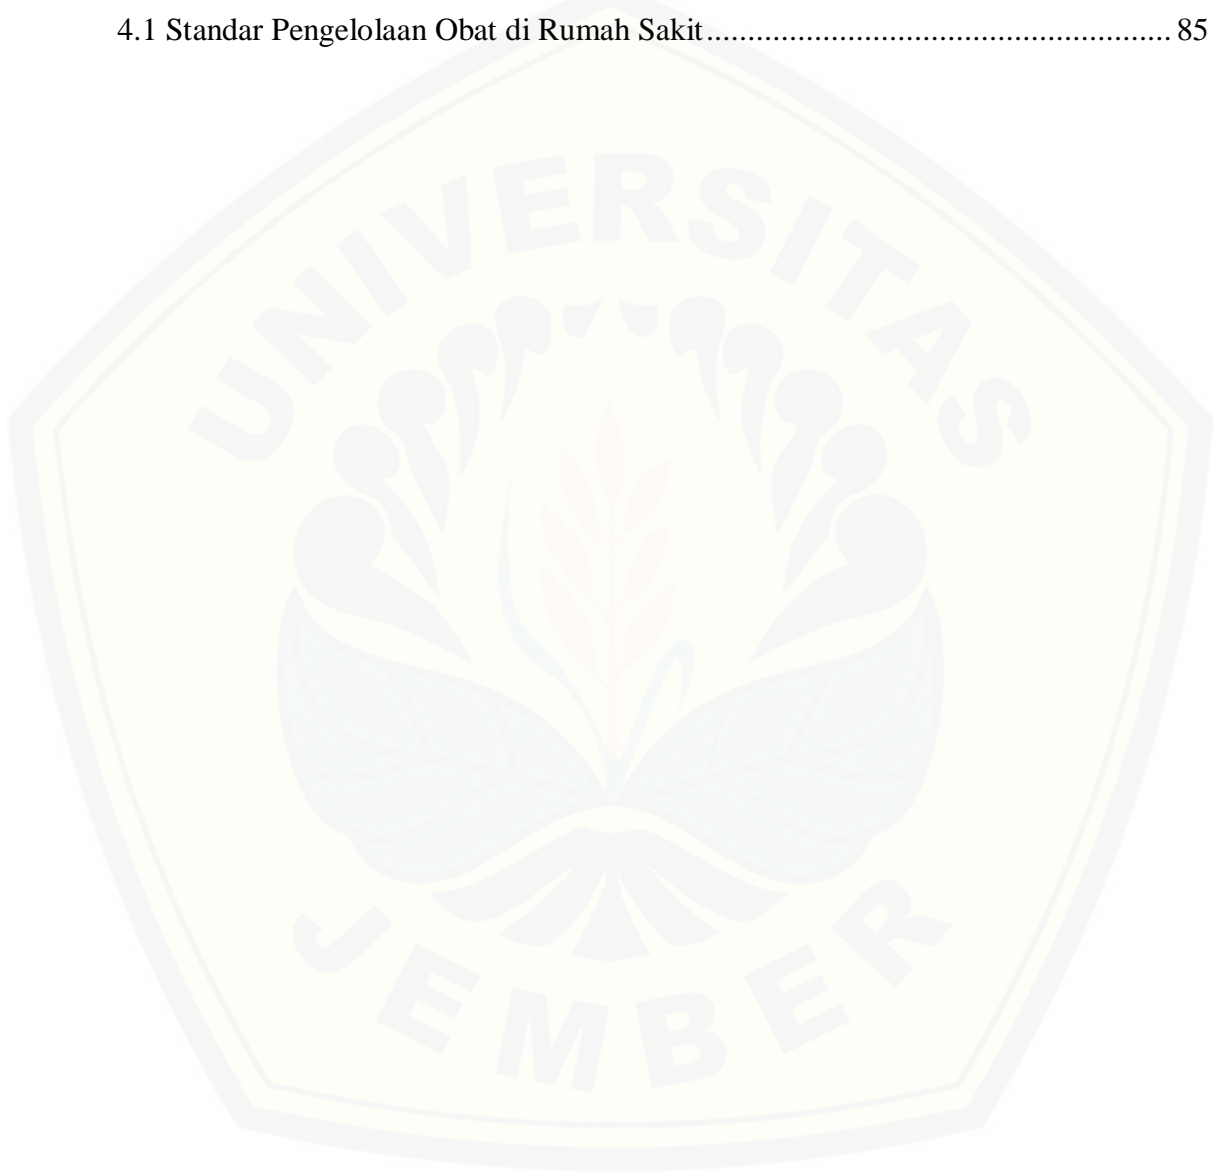 4.1 Standar Pengelolaan Obat di Rumah Sakit........................................................ 85
UNIVERSITAS
JEMBER